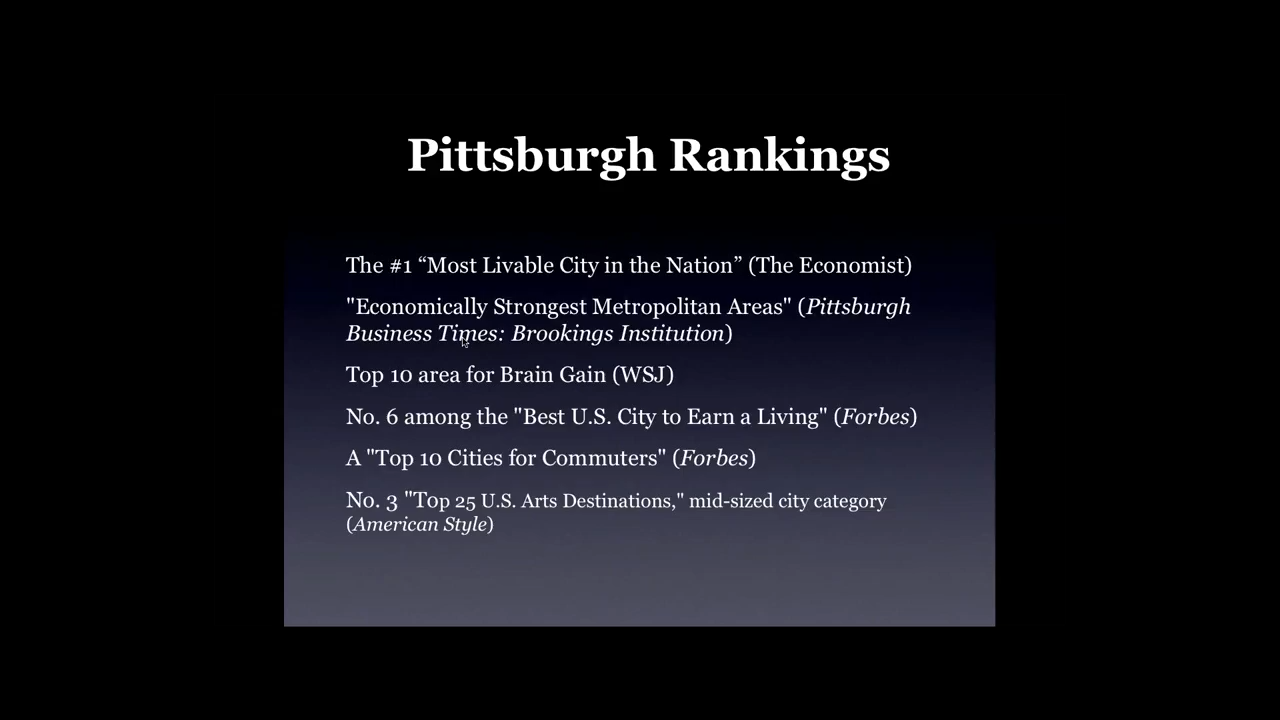 Pittsburgh Rankings
The #1 “Most Livable City in the Nation” (The Economist)
"Economically Strongest Metropolitan Areas" (Pittsburgh
Business Times: Brookings Institution)
Top 10 area for Brain Gain (WSJ)
No. 6 among the "Best U.S. City to Earn a Living" (Forbes)
A "Top 10 Cities for Commuters" (Forbes)
No. 3 "Top 25 U.S. Arts Destinations," mid-sized city category
(American Style)